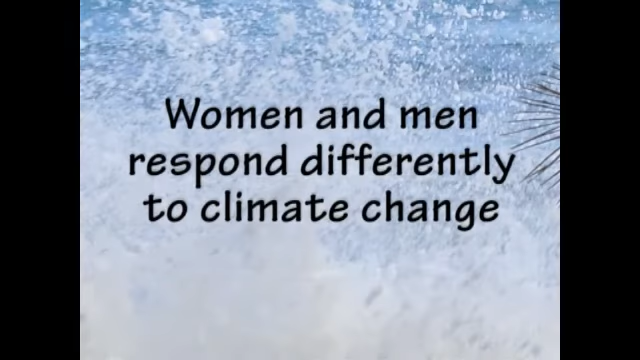 Women and men
respond differently
to climate change